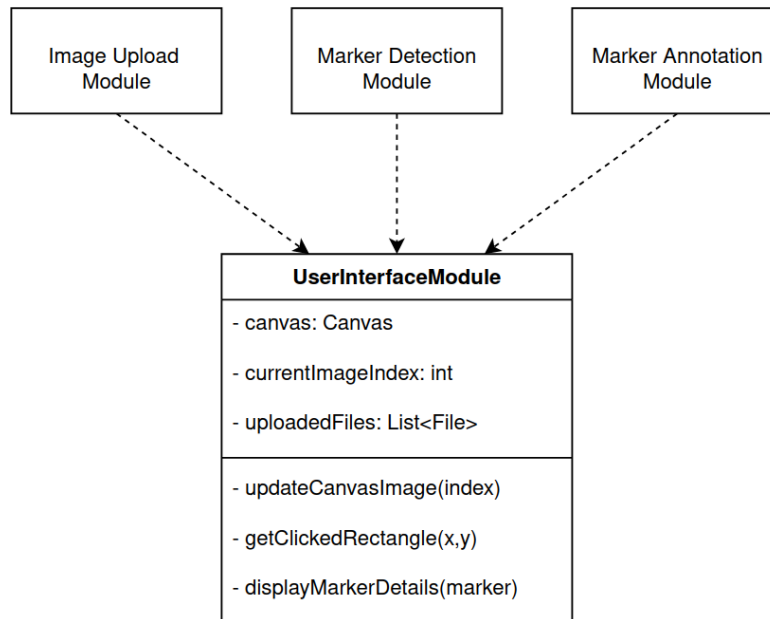 Image Upload
Module
Marker Detection
Module
Marker Annotation
Module
UserInterfaceModule
- canvas: Canvas
- currentImageIndex: int
- uploadedFiles: List<File>
- updateCanvasImage(index)
- getClickedRectangle(x,y)
- displayMarkerDetails(marker)